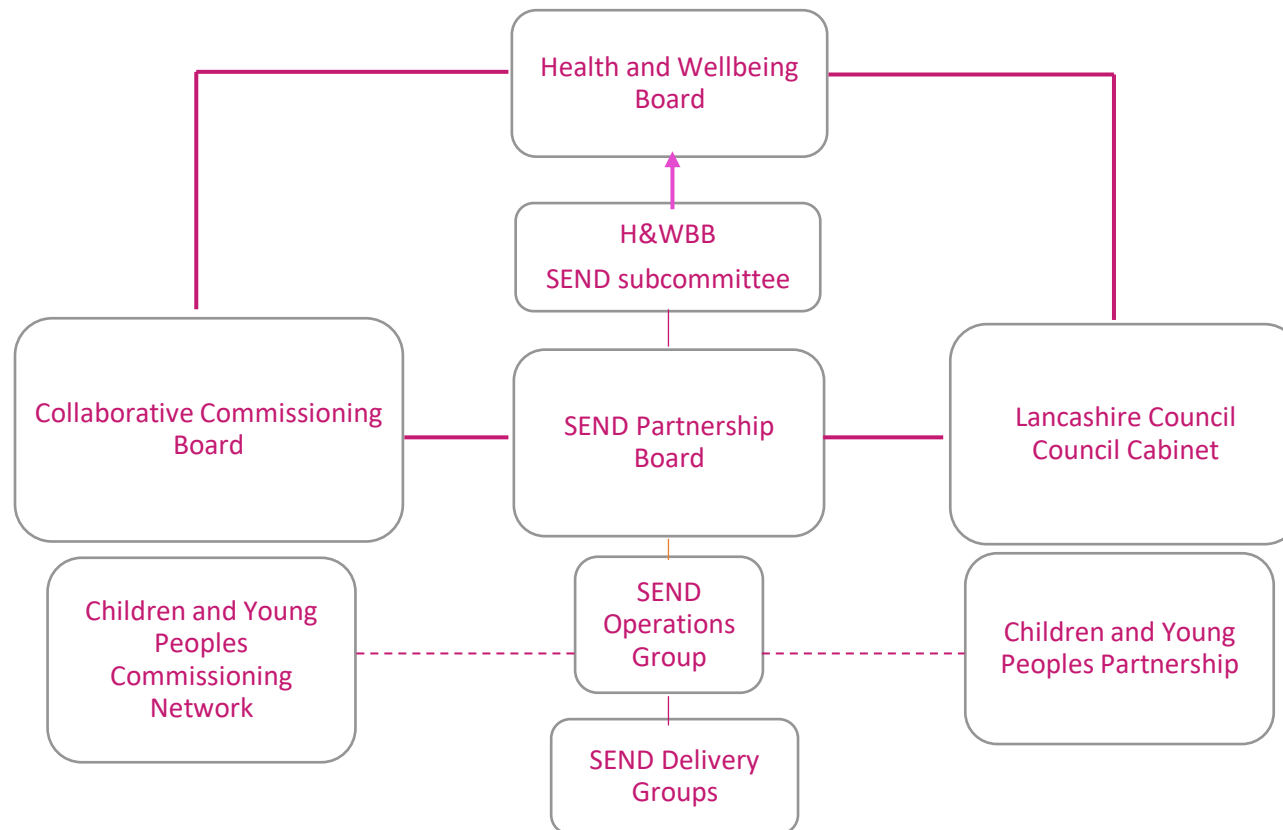 Health and Wellbeing
Board
H&WBB
SEND subcommittee
Collaborative Commissioning
Board
SEND Partnership
Board
Lancashire Council
Council Cabinet
Children and Young
Peoples
Commissioning
Network
SEND
Operations
Group
Children and Young
Peoples Partnership
SEND Delivery
Groups